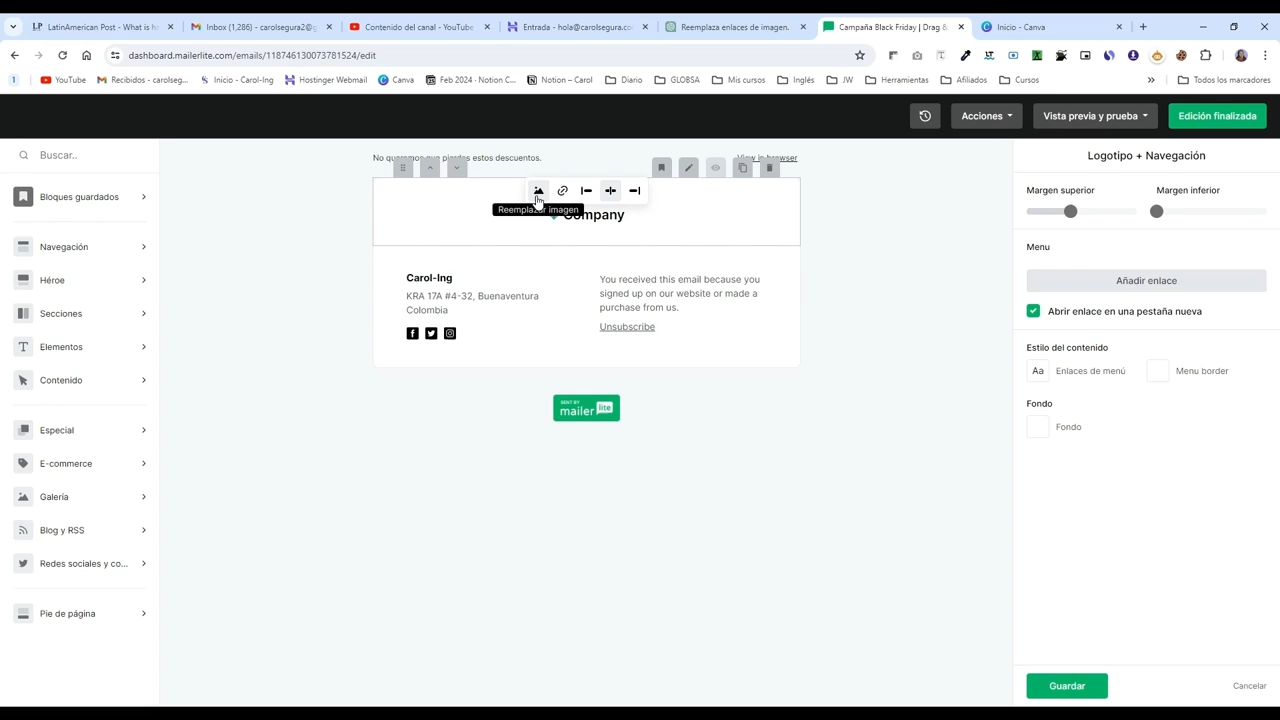 LatinAmerican Post - What is h
Inbox (1,286) - carolsegura2@g
Contenido del canal - YouTube
Entrada - hola@carolsegura.co
Reemplaza enlaces de imagen.
Campaña Black Friday | Drag &
Inicio - Canva
dashboard.mailerlite.com/emails/118746130073781524/edit
1
YouTube
Recibidos - carolseg...
Inicio - Carol-Ing
Hostinger Webmail
Canva
Feb 2024 - Notion C...
Notion – Carol
Diario
GLOBSA
Mis cursos
Inglés
JW
Herramientas
Afiliados
Cursos
Todos los marcadores
Acciones
Vista previa y prueba
Edición finalizada
Buscar..
Bloques guardados
Navegación
Héroe
Secciones
Elementos
Contenido
Especial
E-commerce
Galería
Blog y RSS
Redes sociales y co...
Pie de página
No queremos que pierdas estos descuentos.
View in browser
Reemplazar imagen
Company
Carol-Ing
KRA 17A #4-32, Buenaventura
Colombia
You received this email because you
signed up on our website or made a
purchase from us.
Unsubscribe
SENT BY
mailer lite
Logotipo + Navegación
Margen superior
Margen inferior
Menu
Añadir enlace
Abrir enlace en una pestaña nueva
Estilo del contenido
Aa
Enlaces de menú
Menu border
Fondo
Fondo
Guardar
Cancelar